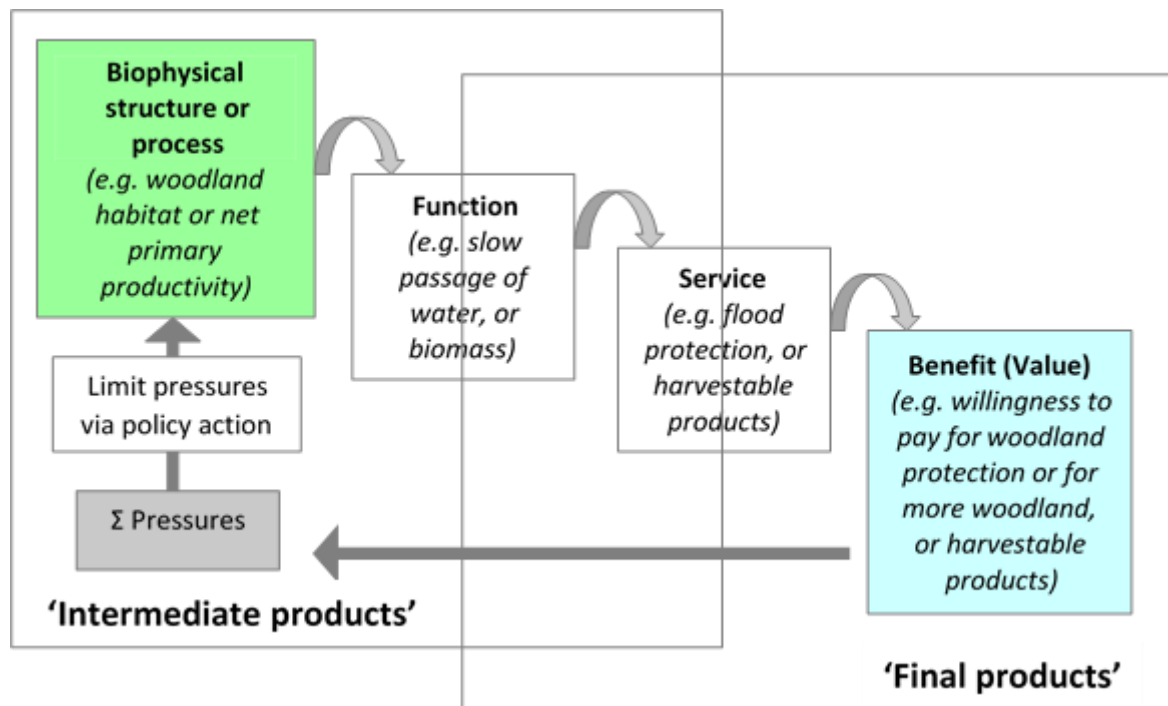 Biophysical
structure or
process
(e.g. woodland
habitat or net
primary
productivity)
Function
(e.g. slow
passage of
water, or
biomass)
Service
(e.g. flood
protection, or
harvestable
products)
Benefit (Value)
(e.g. willingness to
pay for woodland
protection or for
more woodland,
or harvestable
products)
Limit pressures
via policy action
Σ Pressures
‘Intermediate products’
‘Final products’